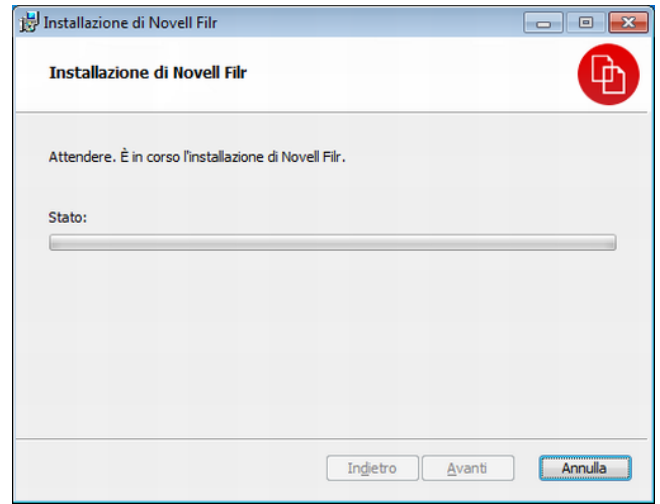 Installazione di Novell Filr
Installazione di Novell Filr
Attendere. È in corso l'installazione di Novell Filr.
Stato:
Indietro Avanti Annulla